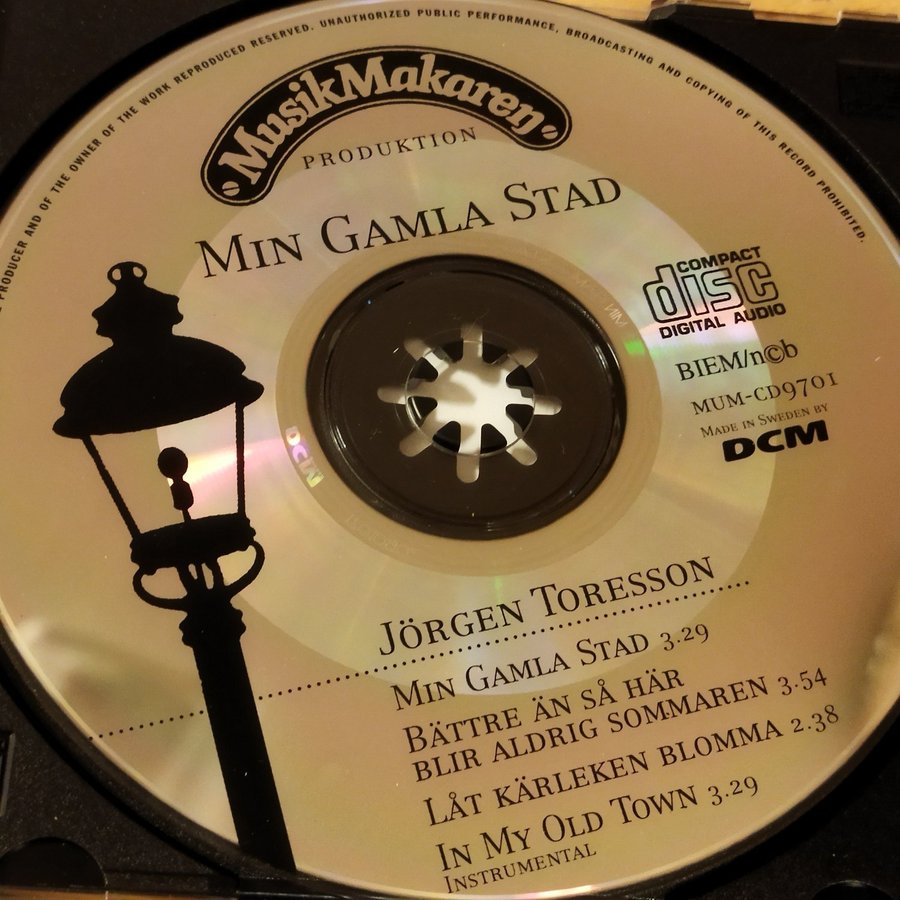 PRODUCER AND OF THE OWNER OF THE WORK REPRODUCED RESERVED. UNAUTHORIZED PUBLIC PERFORMANCE, BROADCASTING AND COPYING OF THIS RECORD PROHIBITED.
MusikMakaren
PRODUKTION
MIN GAMLA STAD
COMPACT
disc
DIGITAL AUDIO
BIEM/n©b
MUM-CD9701
MADE IN SWEDEN BY
DCM
DCM
JÖRGEN TORESSON
MIN GAMLA STAD 3.29
BÄTTRE ÄN SÅ HÄR
BLIR ALDRIG SOMMAREN 3.54
LÅT KÄRLEKEN BLOMMA 2.38
IN MY OLD TOWN 3.29
INSTRUMENTAL